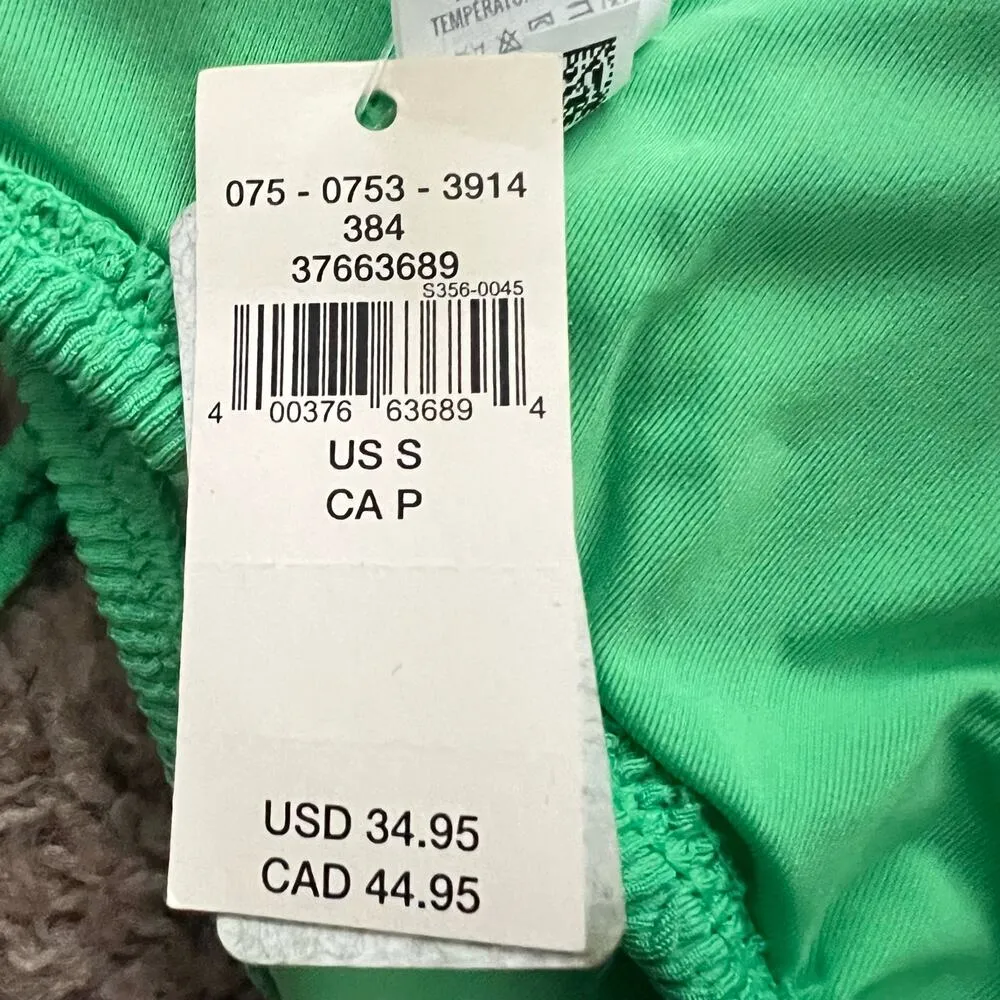 075 - 0753 - 3914
384
37663689
S356-0045
4 00376 63689 4
US S
CA P
USD 34.95
CAD 44.95